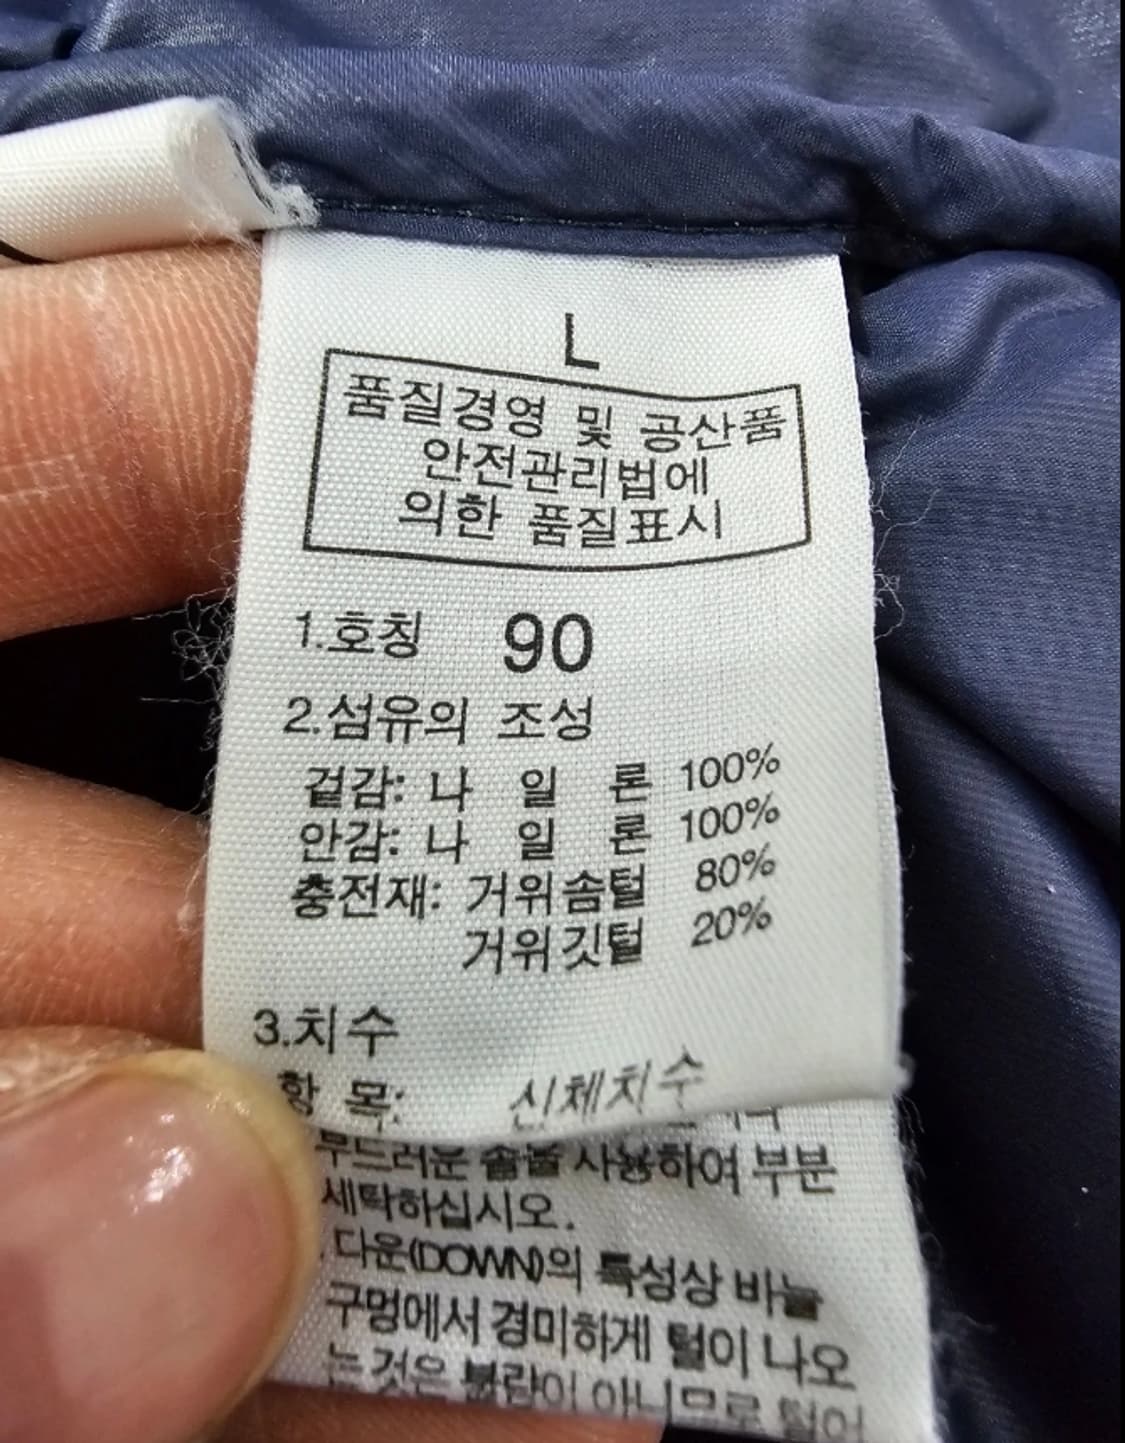 L
품질경영 및 공산품
안전관리법에
의한 품질표시
1.호칭 90
2.섬유의 조성
겉감: 나 일 론 100%
안감: 나 일 론 100%
충전재: 거위솜털 80%
거위깃털 20%
3.치수
항 목: 신체치수
부드러운 솔을 사용하여 부분
세탁하십시오.
다운(DOWN)의 특성상 바늘
구멍에서 경미하게 털이 나오
는것은 불량이 아니므로 털어